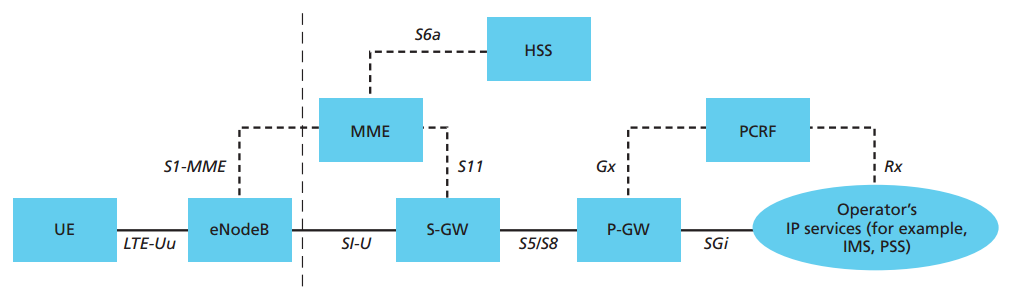 S6a
HSS
MME
PCRF
S1-MME
S11
Gx
Rx
UE
LTE-Uu
eNodeB
SI-U
S-GW
S5/S8
P-GW
SGi
Operator's
IP services (for example,
IMS, PSS)